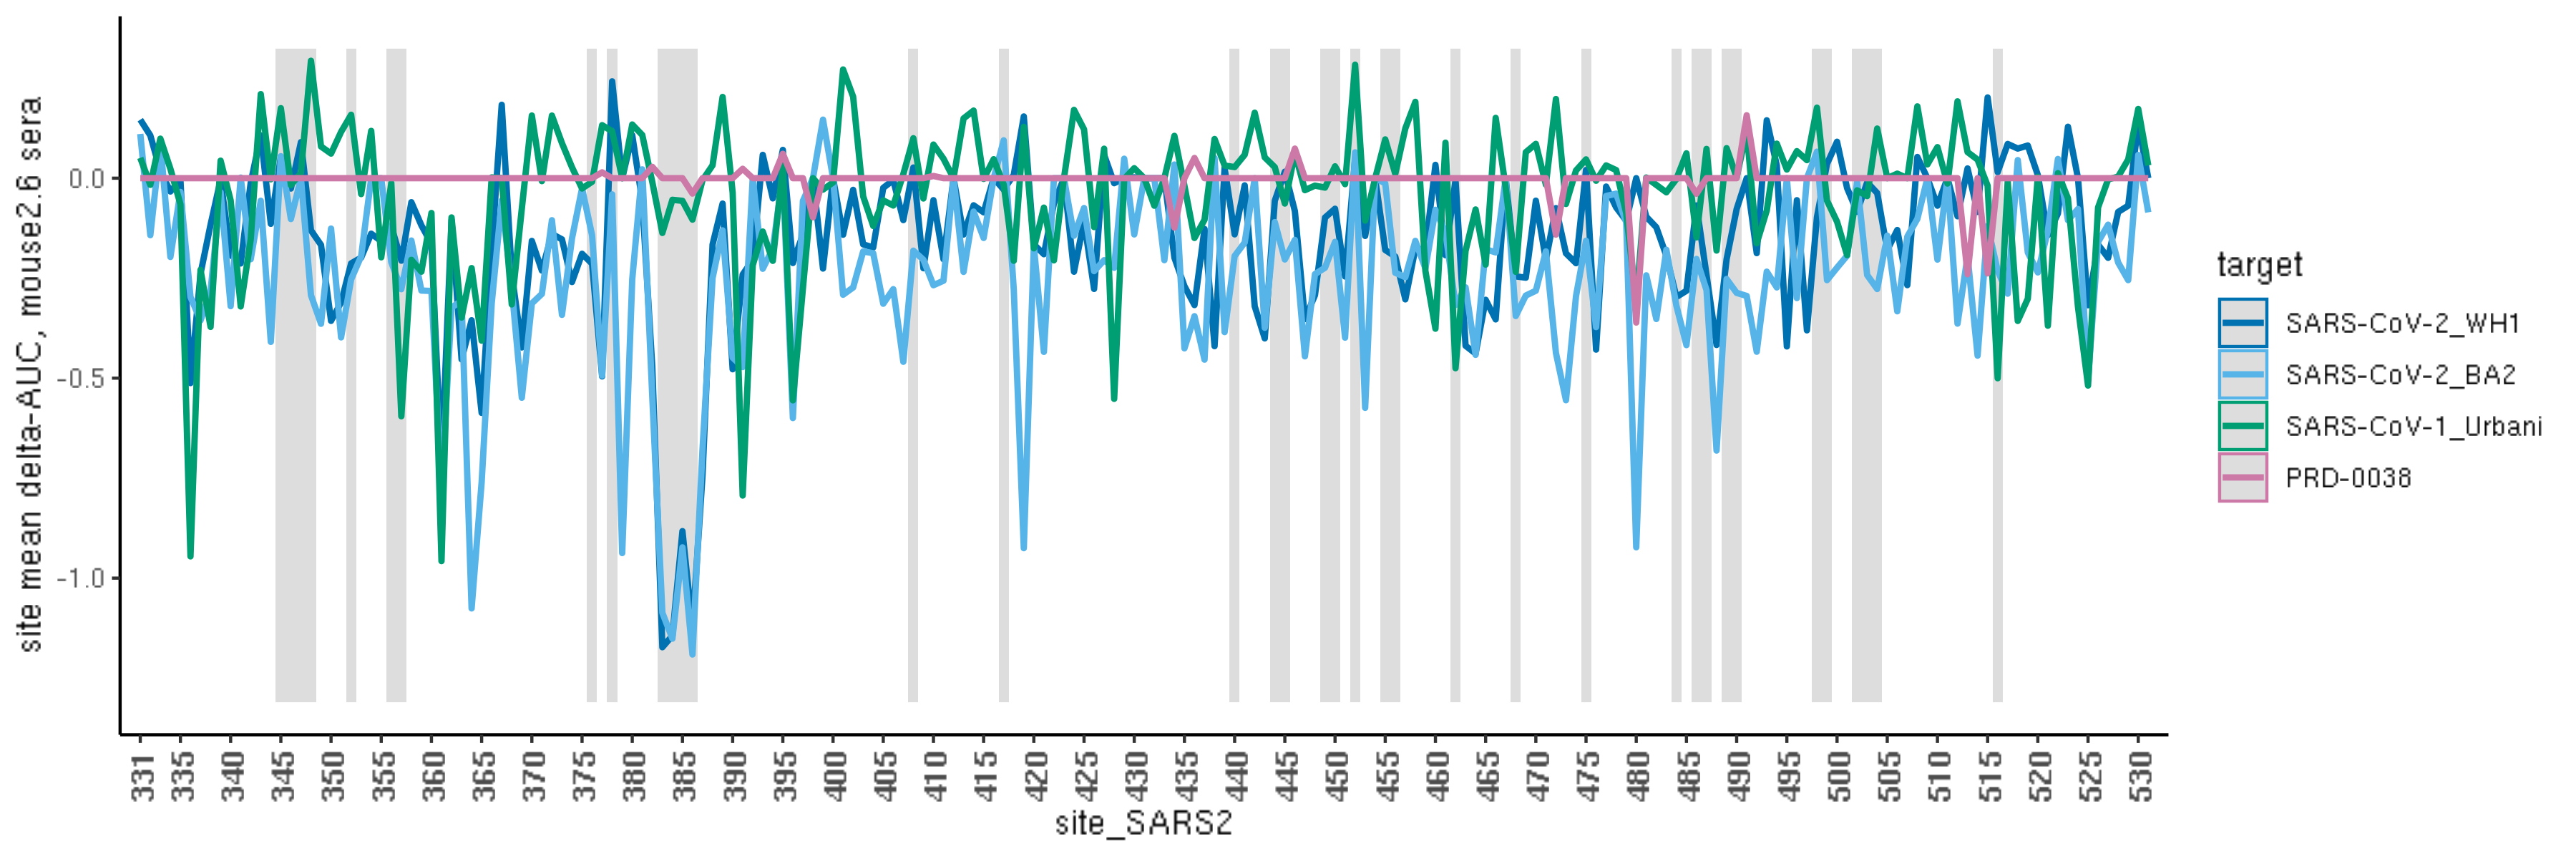 site mean delta-AUC, mouse2.6 sera
0.0
-0.5
-1.0
331 335 340 345 350 355 360 365 370 375 380 385 390 395 400 405 410 415 420 425 430 435 440 445 450 455 460 465 470 475 480 485 490 495 500 505 510 515 520 525 530
site_SARS2
target
SARS-CoV-2_WH1
SARS-CoV-2_BA2
SARS-CoV-1_Urbani
PRD-0038